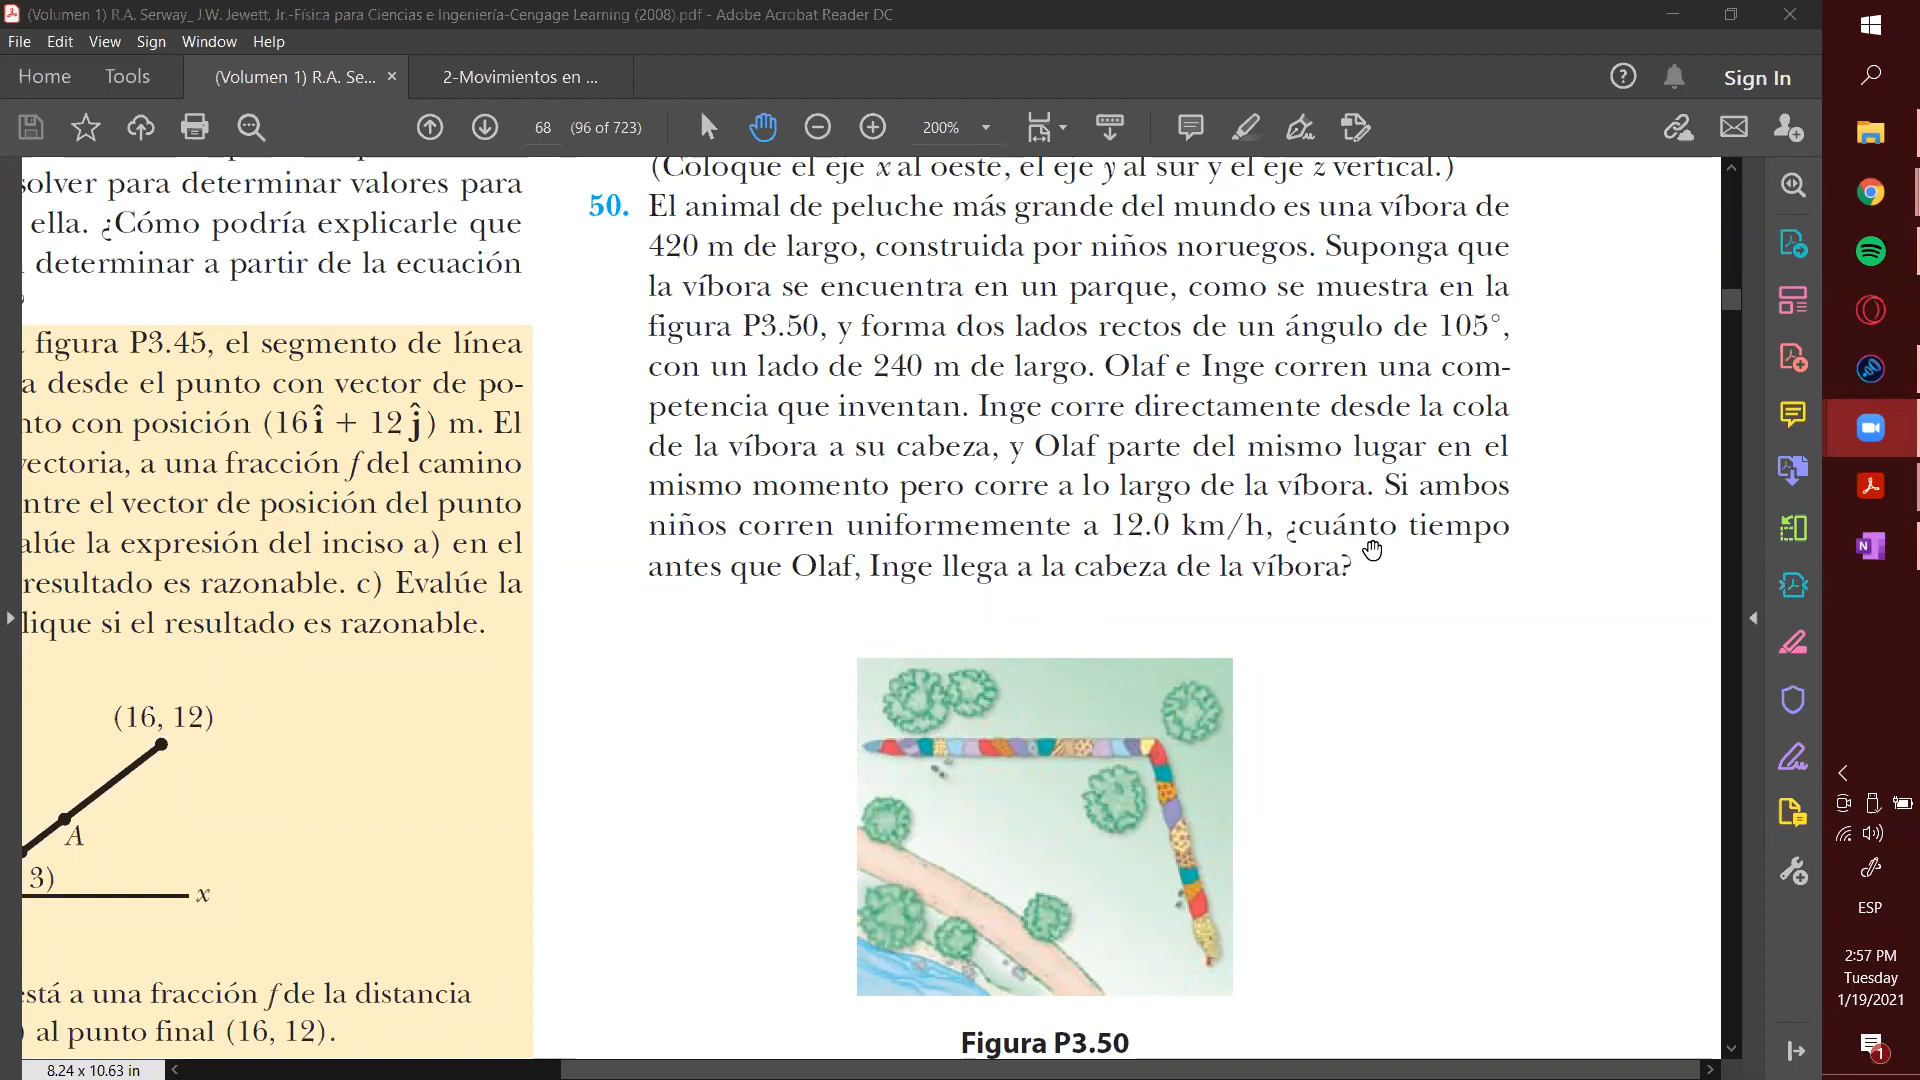 (Volumen 1) R.A. Serway_ J.W. Jewett, Jr.-Física para Ciencias e Ingeniería-Cengage Learning (2008).pdf - Adobe Acrobat Reader DC
File Edit View Sign Window Help
Home Tools (Volumen 1) R.A. Se... × 2-Movimientos en ... Sign In
68 (96 of 723) 200%
solver para determinar valores para
ella. ¿Cómo podría explicarle que
determinar a partir de la ecuación
figura P3.45, el segmento de línea
a desde el punto con vector de po-
nto con posición (16 î + 12 ĵ) m. El
vectoria, a una fracción f del camino
entre el vector de posición del punto
alúe la expresión del inciso a) en el
resultado es razonable. c) Evalúe la
lique si el resultado es razonable.
(16, 12)
A
3)
x
está a una fracción f de la distancia
) al punto final (16, 12).
(Coloque el eje x al oeste, el eje y al sur y el eje z vertical.)
50. El animal de peluche más grande del mundo es una víbora de
420 m de largo, construida por niños noruegos. Suponga que
la víbora se encuentra en un parque, como se muestra en la
figura P3.50, y forma dos lados rectos de un ángulo de 105°,
con un lado de 240 m de largo. Olaf e Inge corren una com-
petencia que inventan. Inge corre directamente desde la cola
de la víbora a su cabeza, y Olaf parte del mismo lugar en el
mismo momento pero corre a lo largo de la víbora. Si ambos
niños corren uniformemente a 12.0 km/h, ¿cuánto tiempo
antes que Olaf, Inge llega a la cabeza de la víbora?
Figura P3.50
8.24 x 10.63 in
ESP
2:57 PM
Tuesday
1/19/2021
1